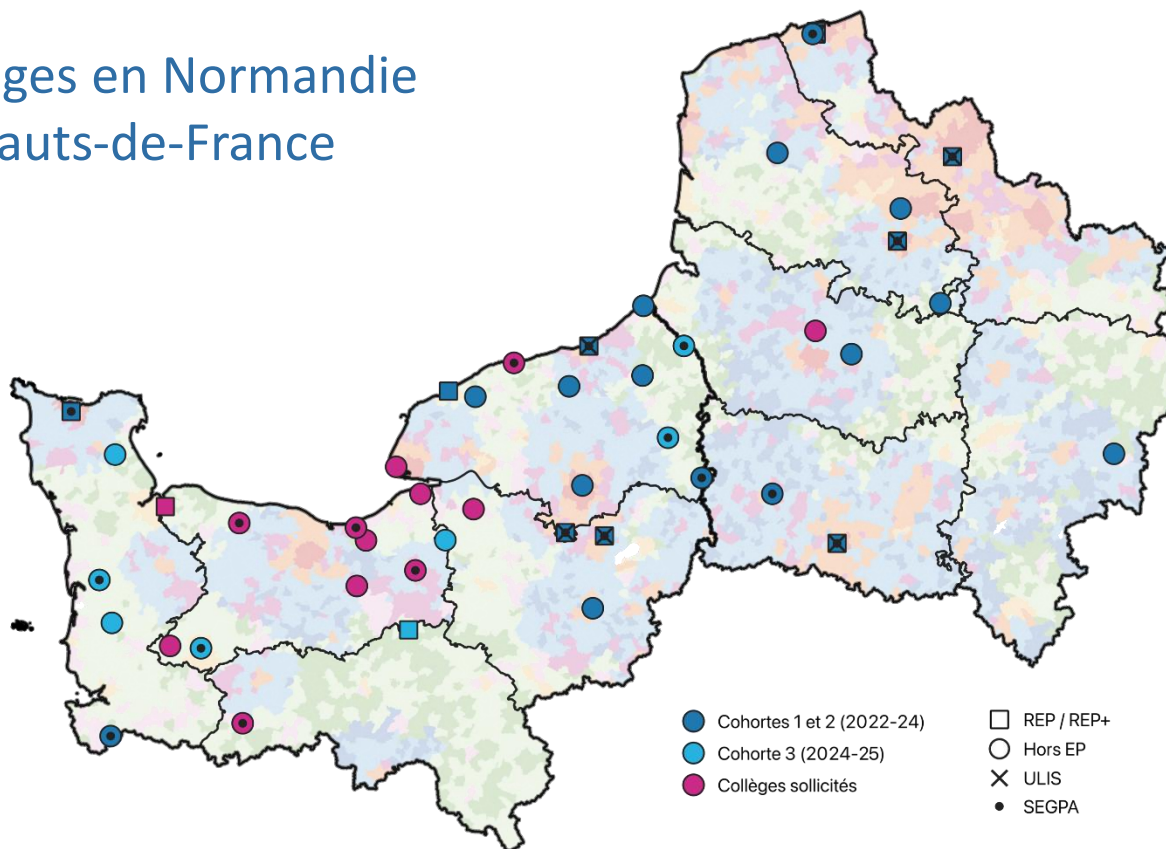 ges en Normandie
auts-de-France
Cohortes 1 et 2 (2022-24)
Cohorte 3 (2024-25)
Collèges sollicités
REP / REP+
Hors EP
ULIS
SEGPA